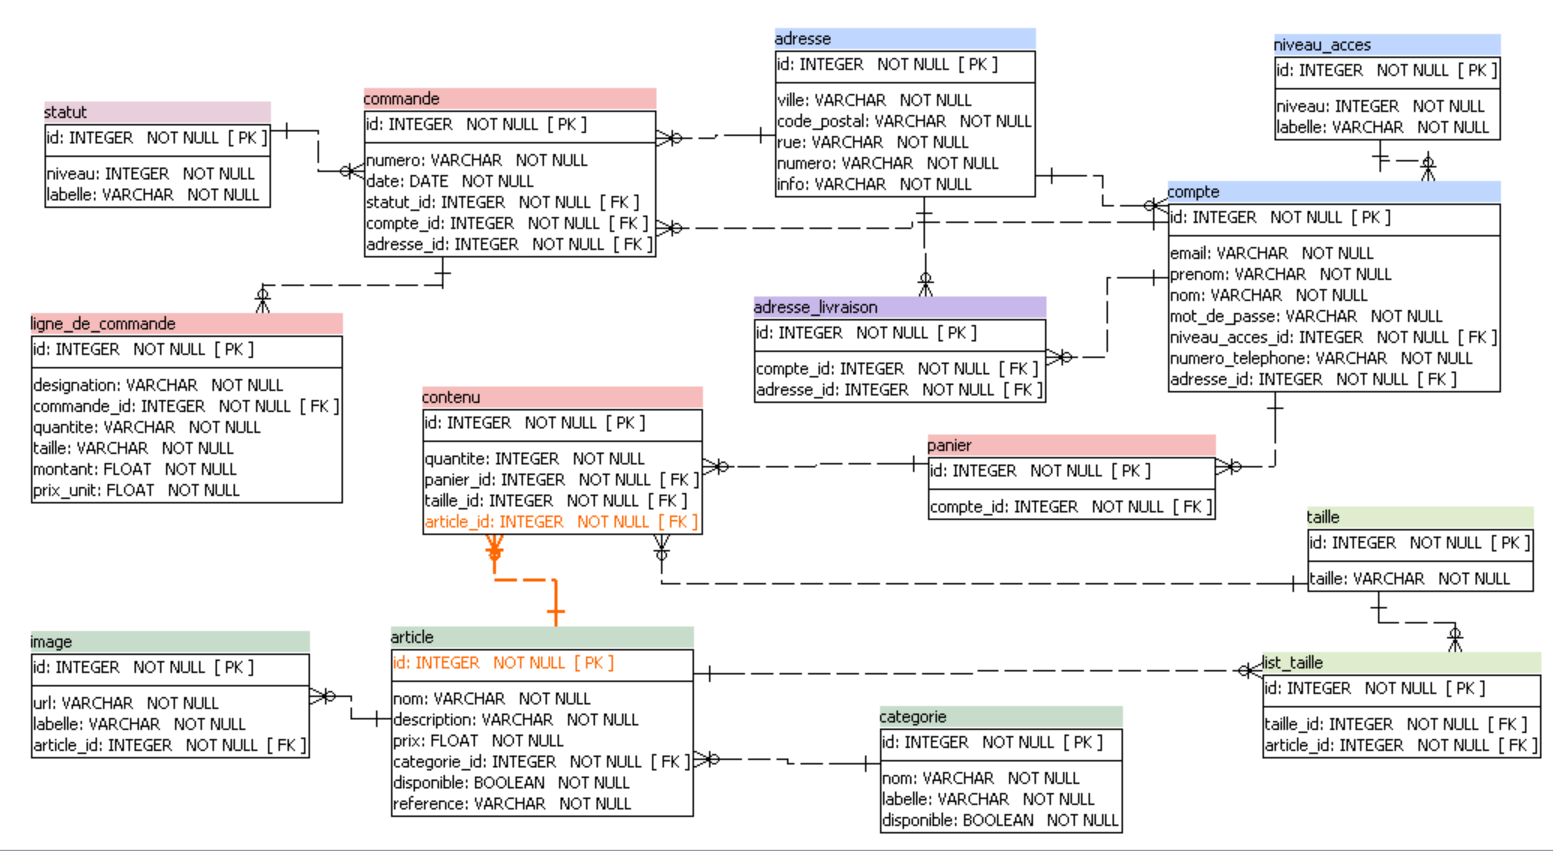 statut
id: INTEGER NOT NULL [ PK ]
niveau: INTEGER NOT NULL
labelle: VARCHAR NOT NULL
commande
id: INTEGER NOT NULL [ PK ]
numero: VARCHAR NOT NULL
date: DATE NOT NULL
statut_id: INTEGER NOT NULL [ FK ]
compte_id: INTEGER NOT NULL [ FK ]
adresse_id: INTEGER NOT NULL [ FK ]
adresse
id: INTEGER NOT NULL [ PK ]
ville: VARCHAR NOT NULL
code_postal: VARCHAR NOT NULL
rue: VARCHAR NOT NULL
numero: VARCHAR NOT NULL
info: VARCHAR NOT NULL
niveau_acces
id: INTEGER NOT NULL [ PK ]
niveau: INTEGER NOT NULL
labelle: VARCHAR NOT NULL
compte
id: INTEGER NOT NULL [ PK ]
email: VARCHAR NOT NULL
prenom: VARCHAR NOT NULL
nom: VARCHAR NOT NULL
mot_de_passe: VARCHAR NOT NULL
niveau_acces_id: INTEGER NOT NULL [ FK ]
numero_telephone: VARCHAR NOT NULL
adresse_id: INTEGER NOT NULL [ FK ]
ligne_de_commande
id: INTEGER NOT NULL [ PK ]
designation: VARCHAR NOT NULL
commande_id: INTEGER NOT NULL [ FK ]
quantite: VARCHAR NOT NULL
taille: VARCHAR NOT NULL
montant: FLOAT NOT NULL
prix_unit: FLOAT NOT NULL
adresse_livraison
id: INTEGER NOT NULL [ PK ]
compte_id: INTEGER NOT NULL [ FK ]
adresse_id: INTEGER NOT NULL [ FK ]
contenu
id: INTEGER NOT NULL [ PK ]
quantite: INTEGER NOT NULL
panier_id: INTEGER NOT NULL [ FK ]
taille_id: INTEGER NOT NULL [ FK ]
article_id: INTEGER NOT NULL [ FK ]
panier
id: INTEGER NOT NULL [ PK ]
compte_id: INTEGER NOT NULL [ FK ]
taille
id: INTEGER NOT NULL [ PK ]
taille: VARCHAR NOT NULL
image
id: INTEGER NOT NULL [ PK ]
url: VARCHAR NOT NULL
labelle: VARCHAR NOT NULL
article_id: INTEGER NOT NULL [ FK ]
article
id: INTEGER NOT NULL [ PK ]
nom: VARCHAR NOT NULL
description: VARCHAR NOT NULL
prix: FLOAT NOT NULL
categorie_id: INTEGER NOT NULL [ FK ]
disponible: BOOLEAN NOT NULL
reference: VARCHAR NOT NULL
categorie
id: INTEGER NOT NULL [ PK ]
nom: VARCHAR NOT NULL
labelle: VARCHAR NOT NULL
disponible: BOOLEAN NOT NULL
list_taille
id: INTEGER NOT NULL [ PK ]
taille_id: INTEGER NOT NULL [ FK ]
article_id: INTEGER NOT NULL [ FK ]